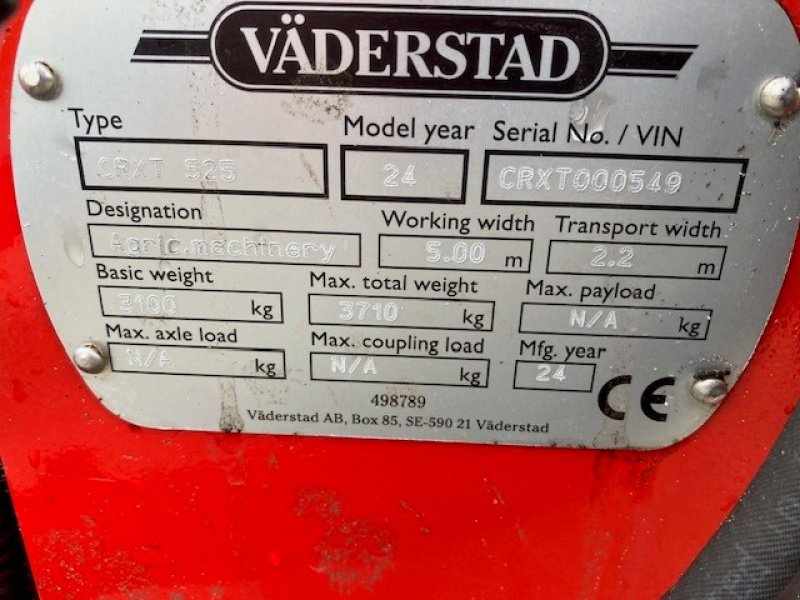 VÄDERSTAD
Type Model year Serial No. / VIN
CRXT 525 24 CRXT000549
Designation Working width Transport width
Agric.machinery 5.00 m 2.2 m
Basic weight Max. total weight Max. payload
3100 kg 3710 kg N/A kg
Max. axle load Max. coupling load Mfg. year
N/A kg N/A kg 24
CE
498789
Väderstad AB, Box 85, SE-590 21 Väderstad